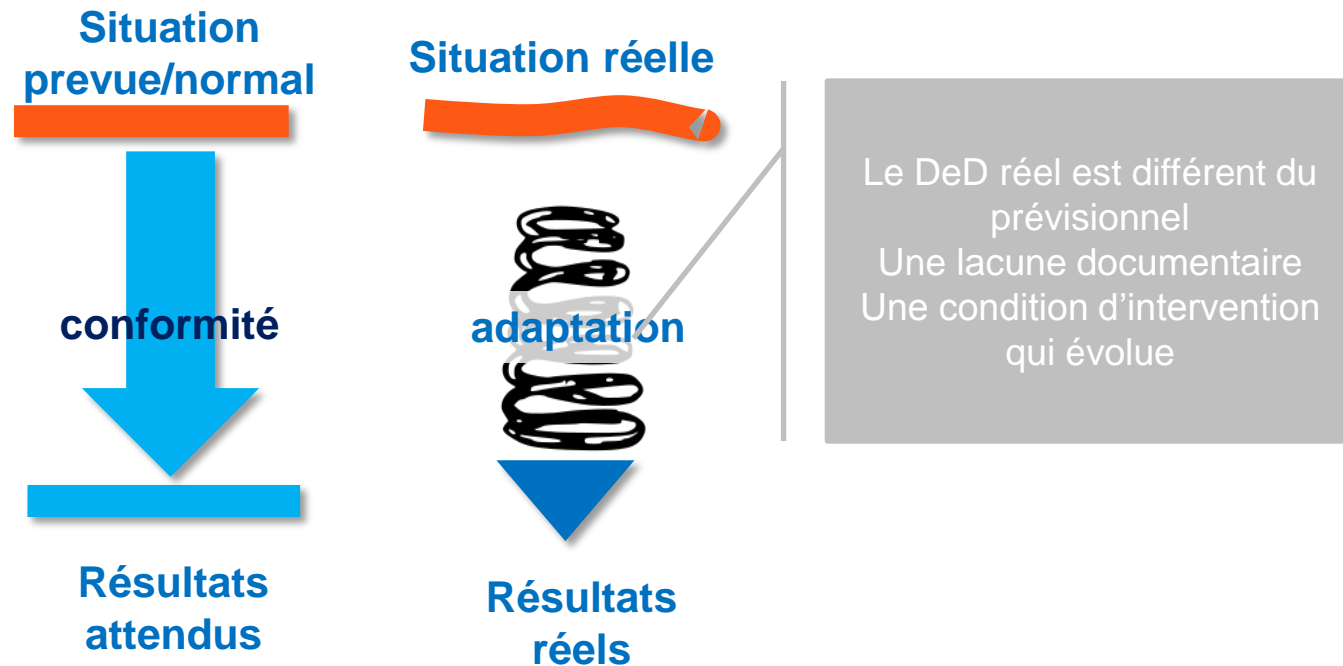 Situation
prevue/normal
conformité
Résultats
attendus
Situation réelle
adaptation
Résultats
réels
Le DeD réel est différent du
prévisionnel
Une lacune documentaire
Une condition d'intervention
qui évolue